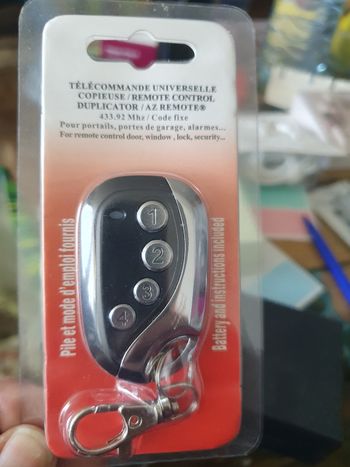 TÉLÉCOMMANDE UNIVERSELLE
COPIEUSE / REMOTE CONTROL
DUPLICATOR / AZ REMOTE®
433.92 Mhz / Code fixe
Pour portails, portes de garage, alarmes...
For remote control door, window , lock, security...
Pile et mode d'emploi fournis
1
2
3
4
Battery and instructions included